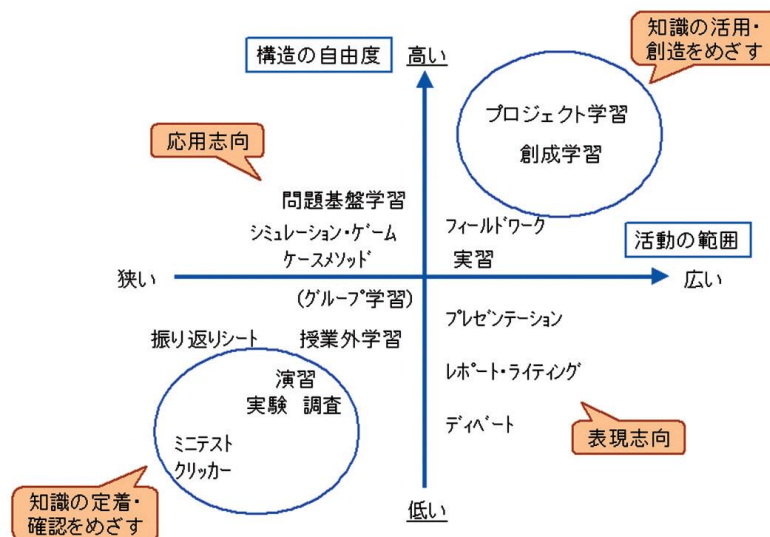 構造の自由度
高い
知識の活用・
創造をめざす
プロジェクト学習
創成学習
応用志向
問題基盤学習
シミュレーション・ゲーム
ケースメソッド
フィールドワーク
実習
活動の範囲
狭い
広い
(グループ学習)
プレゼンテーション
振り返りシート
授業外学習
演習
実験 調査
レポート・ライティング
ミニテスト
クリッカー
ディベート
表現志向
知識の定着・
確認をめざす
低い